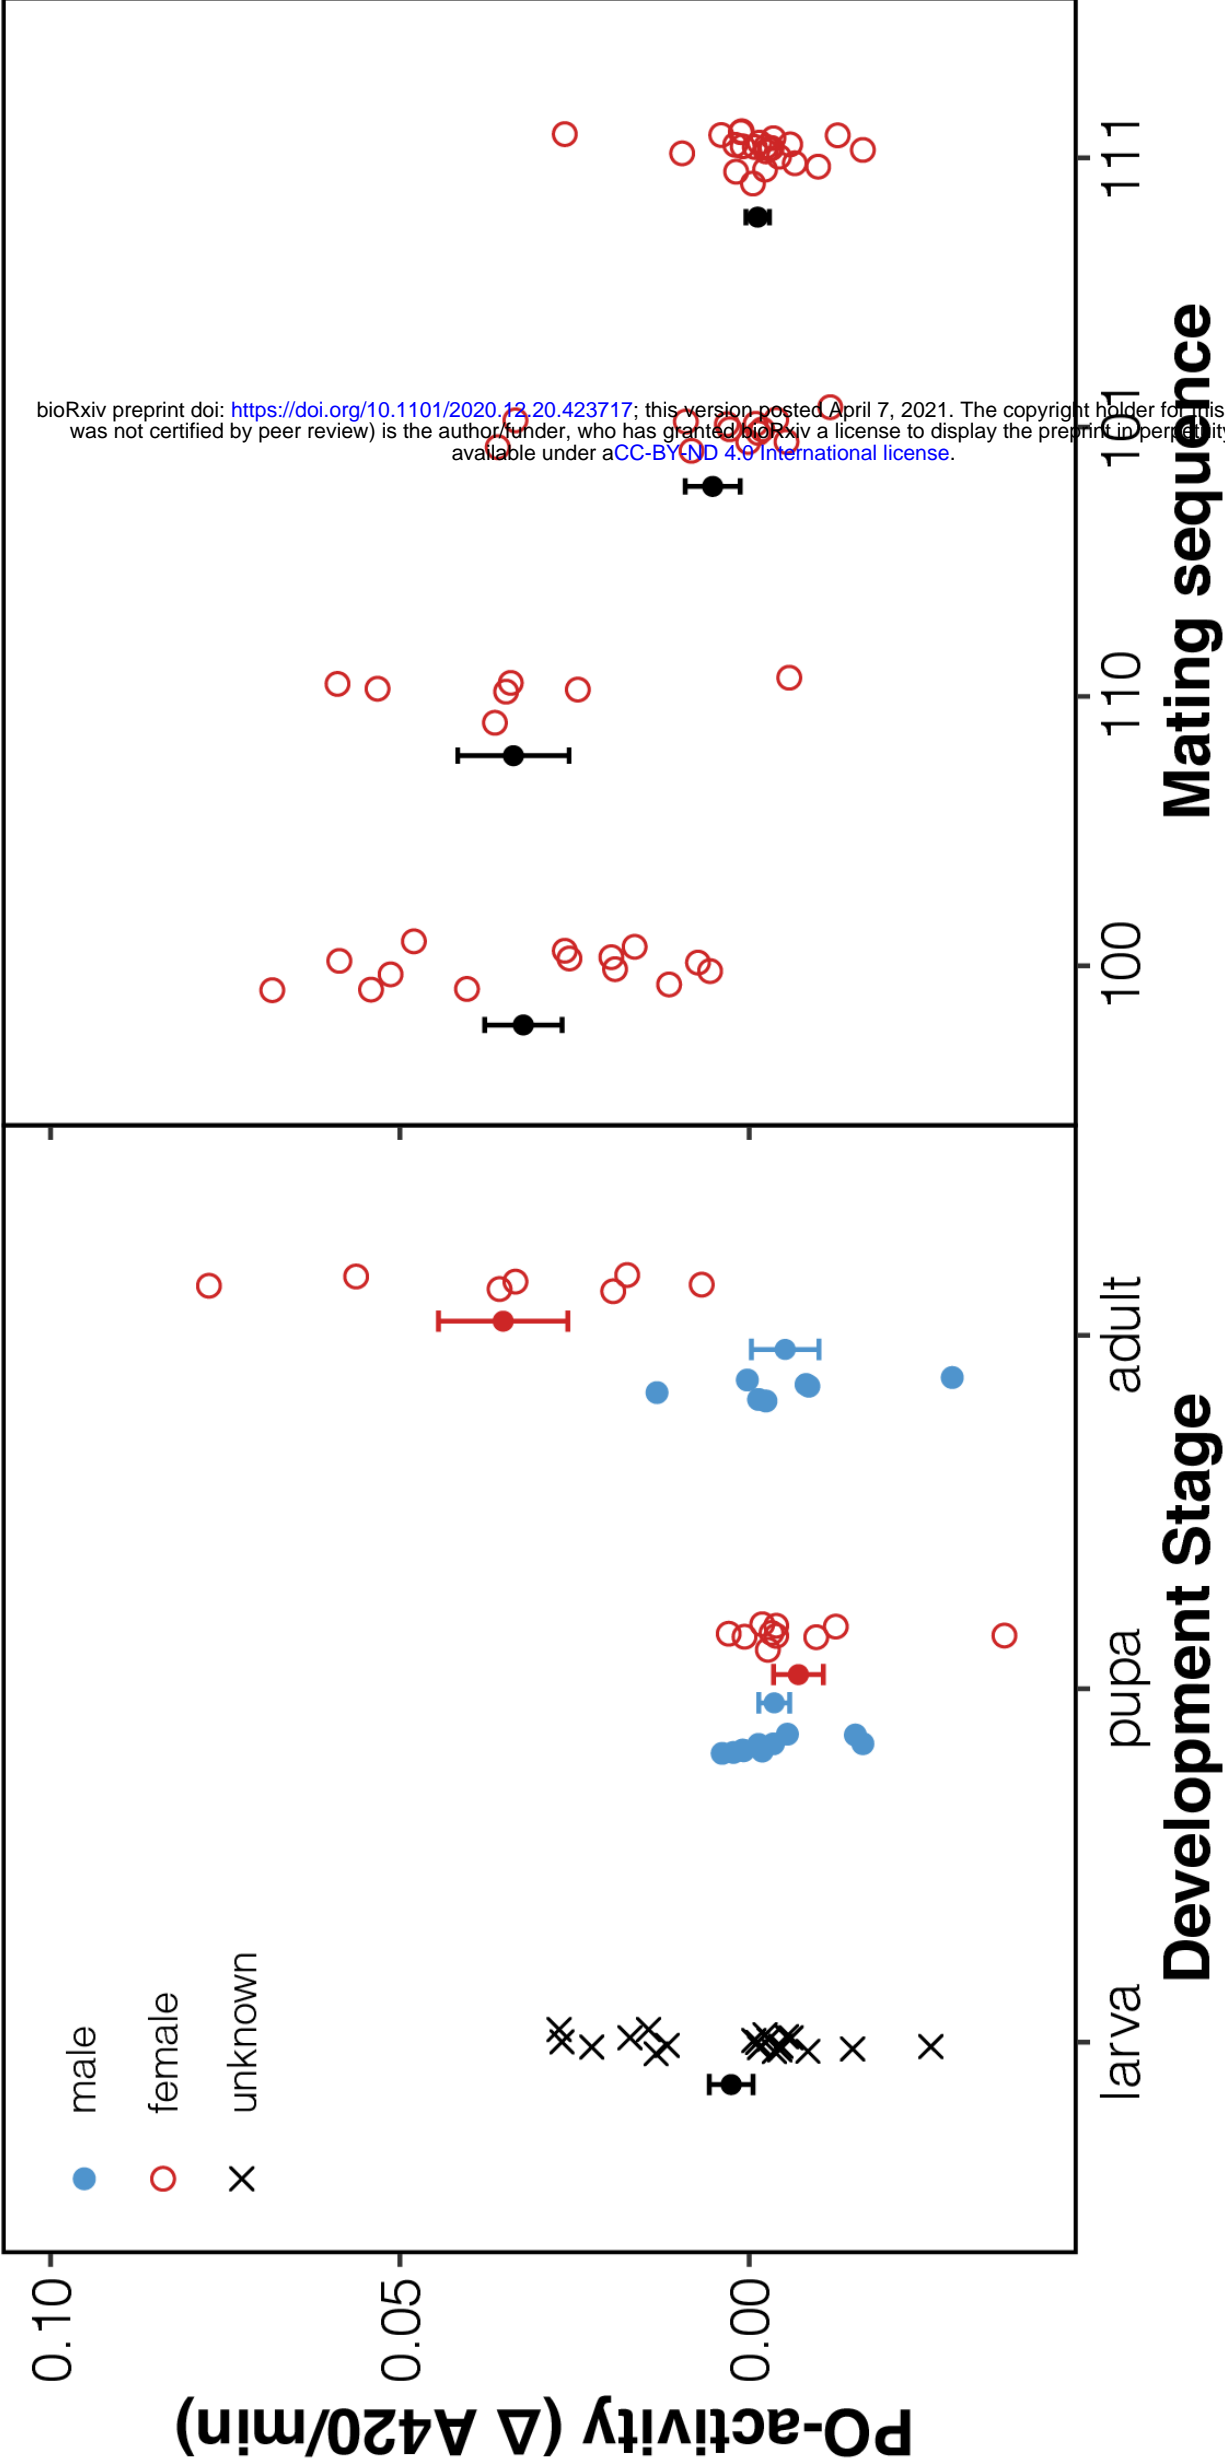 bioRxiv preprint doi: https://doi.org/10.1101/2020.12.20.423717; this version posted April 7, 2021. The copyright holder for this
was not certified by peer review) is the author/funder, who has granted bioRxiv a license to display the preprint in perpetuity
available under aCC-BY-ND 4.0 International license.
PO-activity (Δ A420/min)
0.10
0.05
0.00
male
female
unknown
larva
pupa
adult
Development Stage
100
110
101
111
Mating sequence